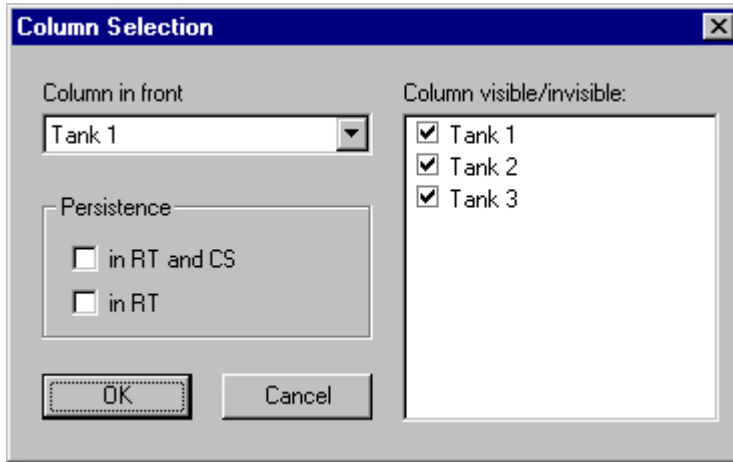 Column Selection
Column in front
Tank 1
Persistence
in RT and CS
in RT
OK
Cancel
Column visible/invisible:
Tank 1
Tank 2
Tank 3